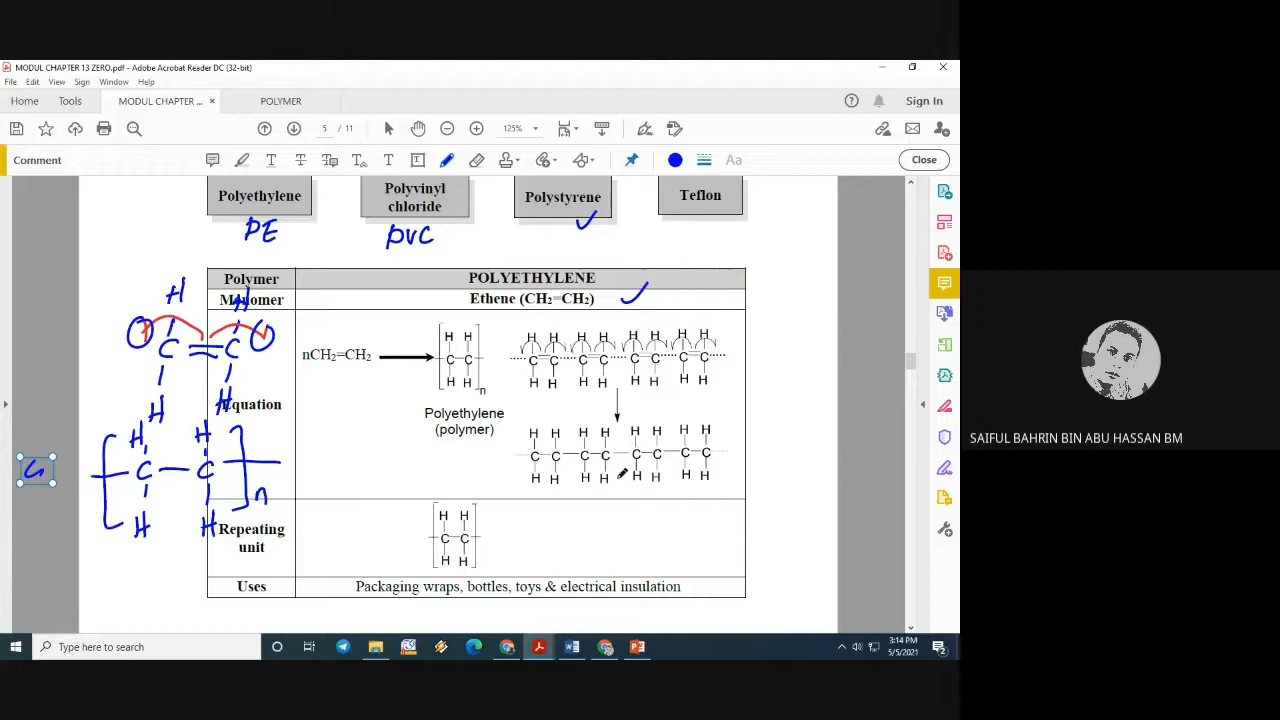 MODUL CHAPTER 13 ZERO.pdf - Adobe Acrobat Reader DC (32-bit)
File Edit View Sign Window Help
Home Tools MODUL CHAPTER ... × POLYMER Sign In
5 / 11 125%
Comment Aa Close
Polyethylene
Polyvinyl
chloride
Polystyrene
Teflon
PE
PVC
Polymer POLYETHYLENE
Monomer Ethene (CH₂=CH₂)
Equation
nCH₂=CH₂
H H
C C
H H
n
Polyethylene
(polymer)
H H H H H H H H
C C C C C C C C
H H H H H H H H
H H H H H H H H
C C C C C C C C
H H H H H H H H
H H
C = C
H H
H H
C — C
H H
n
Repeating
unit
H H
C C
H H
Uses Packaging wraps, bottles, toys & electrical insulation
SAIFUL BAHRIN BIN ABU HASSAN BM
Type here to search
3:14 PM
5/5/2021
2